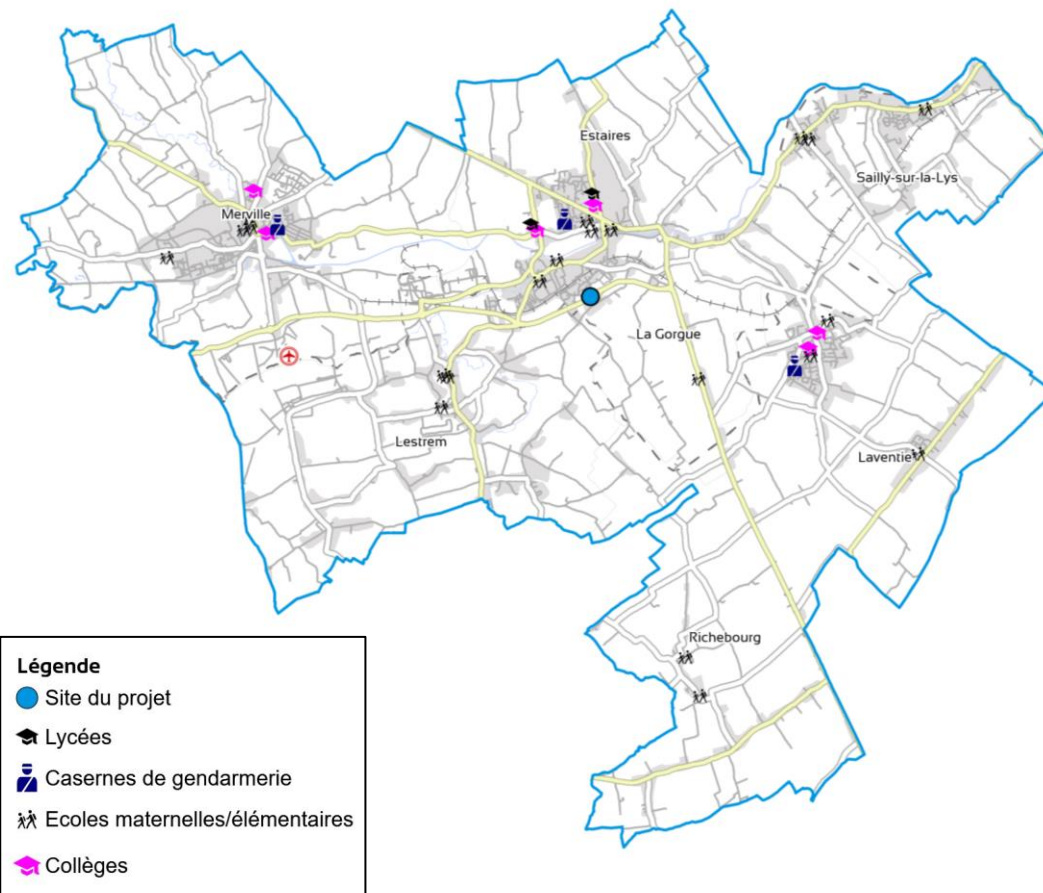 Estaires
Sailly-sur-la-Lys
Merville
La Gorgue
Lestrem
Laventie
Richebourg
Légende
Site du projet
Lycées
Casernes de gendarmerie
Ecoles maternelles/élémentaires
Collèges